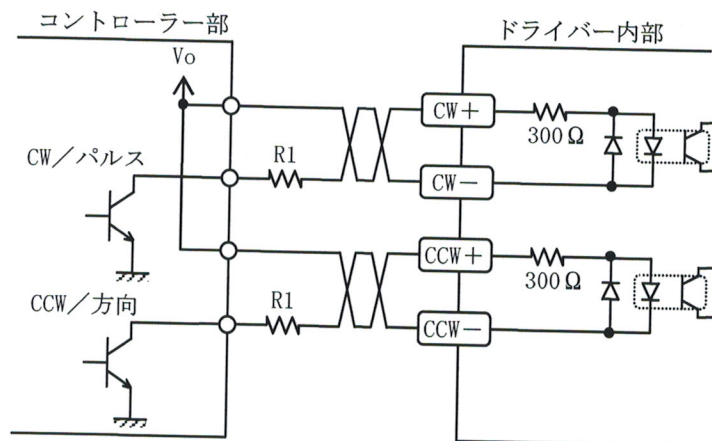 コントローラー部
ドライバー内部
Vo
CW+
300Ω
CW/パルス
R1
CW-
CCW+
300Ω
CCW/方向
R1
CCW-